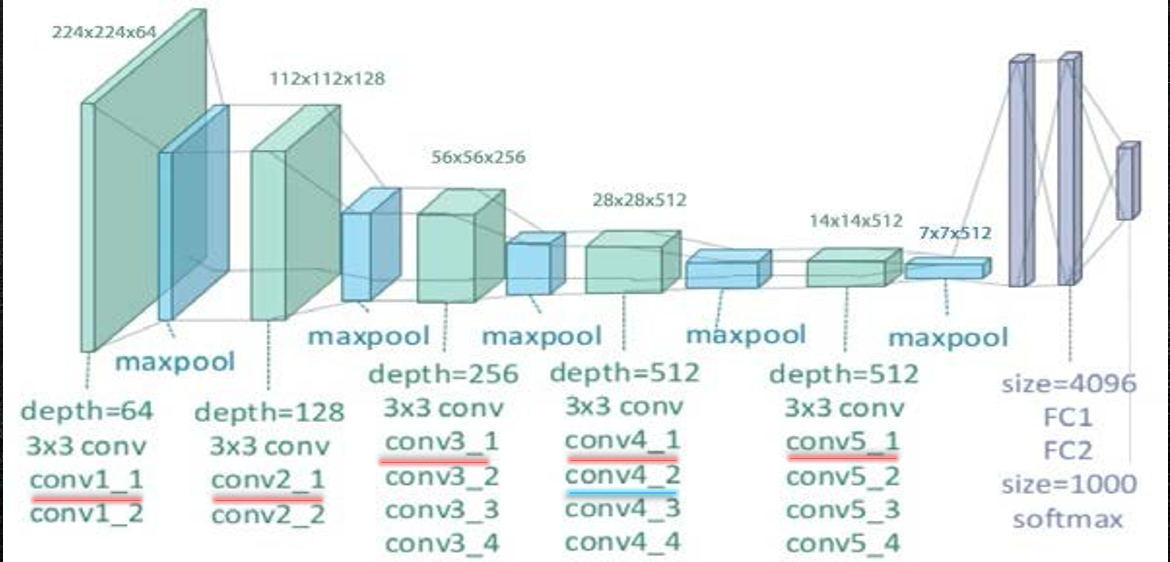 224x224x64
112x112x128
56x56x256
28x28x512
14x14x512
7x7x512
maxpool
maxpool
maxpool
maxpool
maxpool
depth=64
3x3 conv
conv1_1
conv1_2
depth=128
3x3 conv
conv2_1
conv2_2
depth=256
3x3 conv
conv3_1
conv3_2
conv3_3
conv3_4
depth=512
3x3 conv
conv4_1
conv4_2
conv4_3
conv4_4
depth=512
3x3 conv
conv5_1
conv5_2
conv5_3
conv5_4
size=4096
FC1
FC2
size=1000
softmax